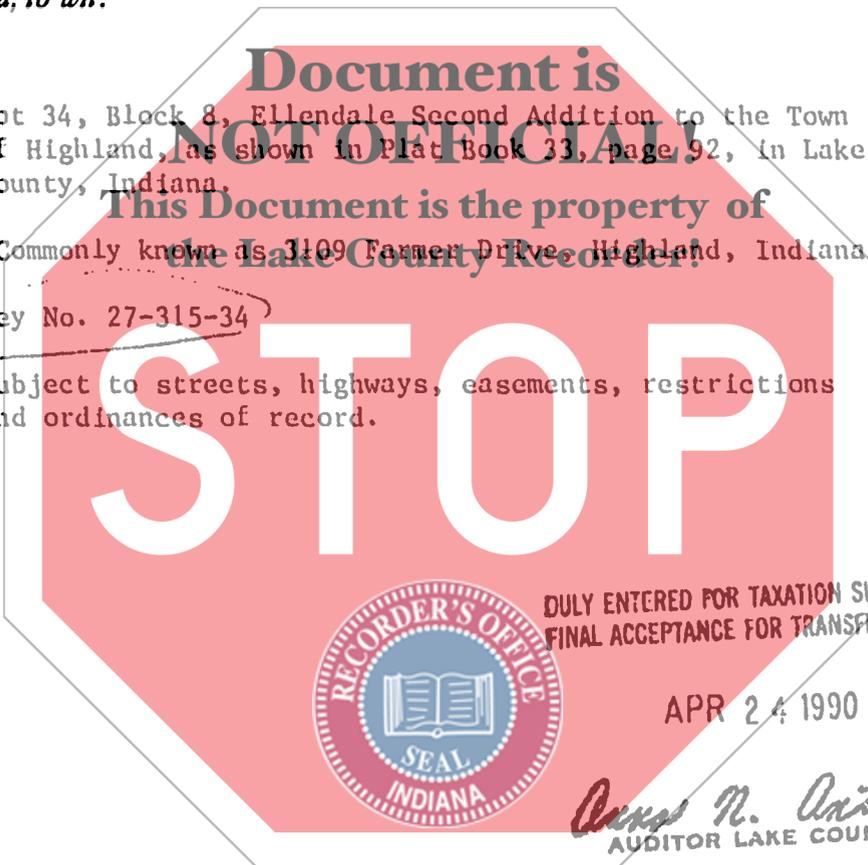 Document is
ot 34, Block 8, Ellendale Second Addition to the Town
NOT OFFICIAL!
f Highland, as shown in Plat Book 33, page 92, in Lake
ounty, Indiana.
This Document is the property of
Commonly known as 3109 Farmer Drive, Highland, Indiana
the Lake County Recorder!
ey No. 27-315-34
ubject to streets, highways, easements, restrictions
nd ordinances of record.
STOP
DULY ENTERED FOR TAXATION SU
FINAL ACCEPTANCE FOR TRANSF
RECORDER'S OFFICE
SEAL
INDIANA
APR 24 1990
N.
AUDITOR LAKE COU